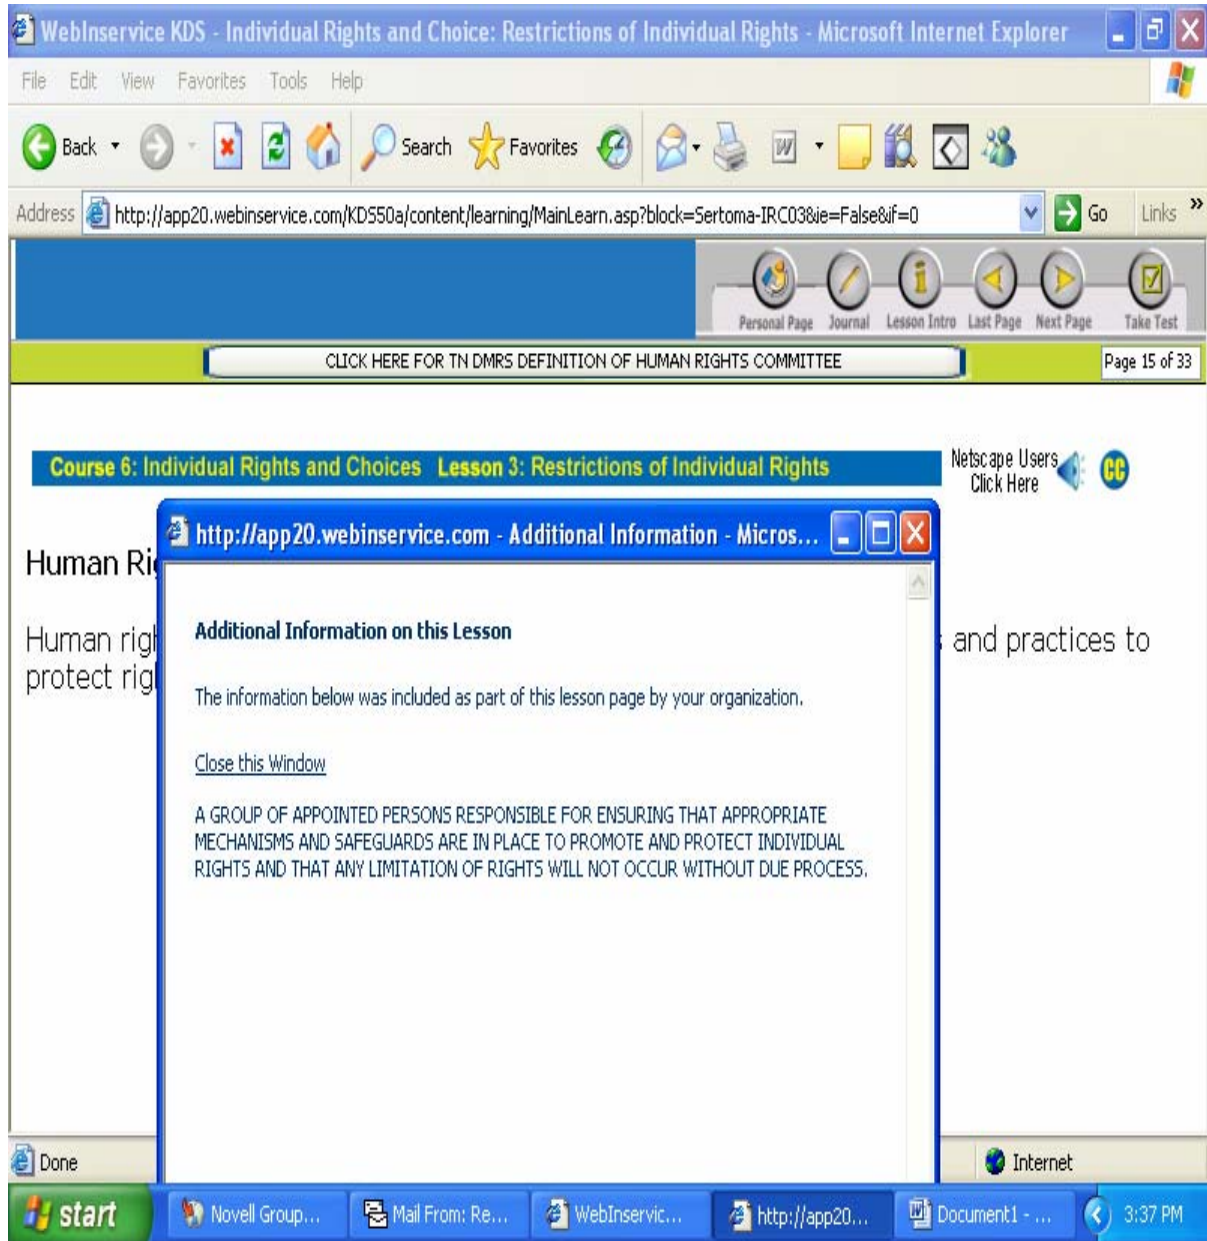 WebInservice KDS - Individual Rights and Choice: Restrictions of Individual Rights - Microsoft Internet Explorer
File Edit View Favorites Tools Help
Back Search Favorites
Address http://app20.webinservice.com/KDS50a/content/learning/MainLearn.asp?block=Sertoma-IRC03&ie=False&if=0 Go Links »
Personal Page Journal Lesson Intro Last Page Next Page Take Test
CLICK HERE FOR TN DMRS DEFINITION OF HUMAN RIGHTS COMMITTEE Page 15 of 33
Course 6: Individual Rights and Choices Lesson 3: Restrictions of Individual Rights
Netscape Users
Click Here
CC
http://app20.webinservice.com - Additional Information - Micros...
Human Rig
Human righ
s and practices to
protect rig
Additional Information on this Lesson
The information below was included as part of this lesson page by your organization.
Close this Window
A GROUP OF APPOINTED PERSONS RESPONSIBLE FOR ENSURING THAT APPROPRIATE
MECHANISMS AND SAFEGUARDS ARE IN PLACE TO PROMOTE AND PROTECT INDIVIDUAL
RIGHTS AND THAT ANY LIMITATION OF RIGHTS WILL NOT OCCUR WITHOUT DUE PROCESS.
Done Internet
start Novell Group... Mail From: Re... WebInservic... http://app20... Document1 - ... 3:37 PM